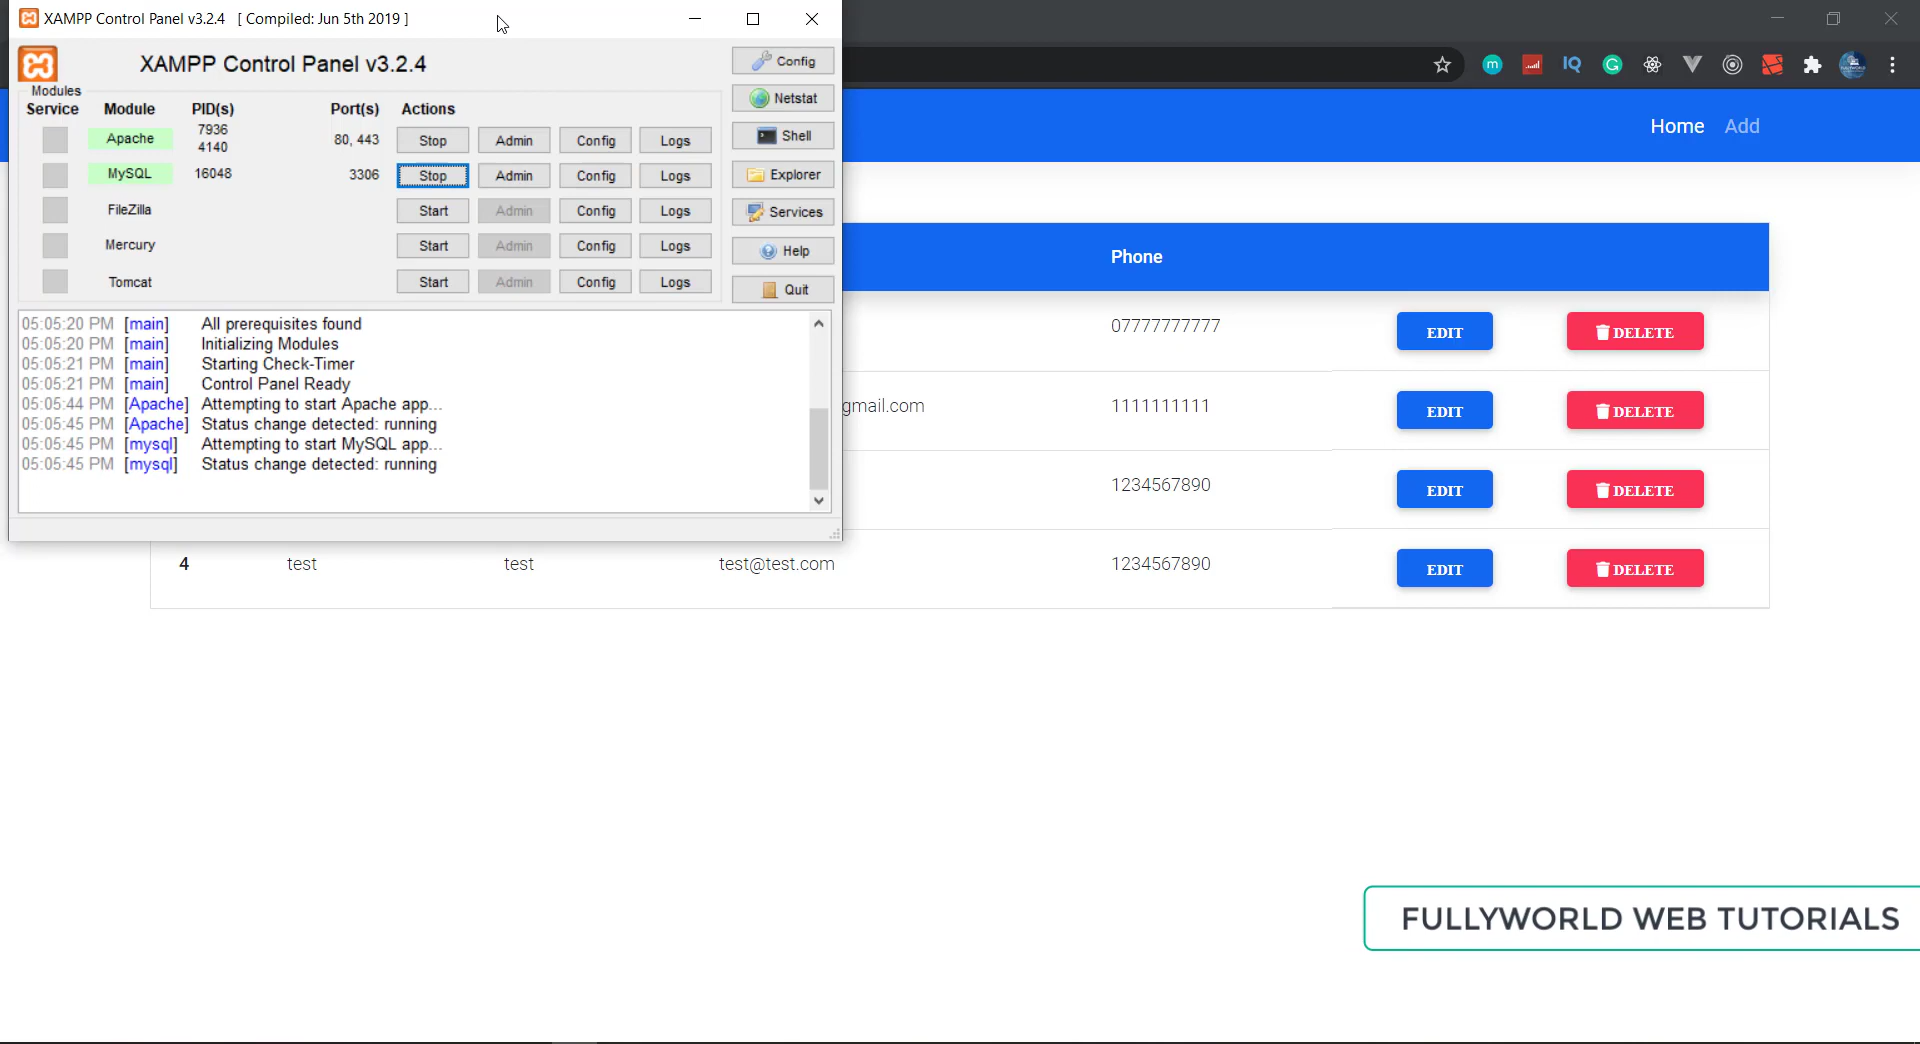 XAMPP Control Panel v3.2.4 [ Compiled: Jun 5th 2019 ]
XAMPP Control Panel v3.2.4
Config
Modules
Service Module PID(s) Port(s) Actions
Netstat
Apache 7936 4140 80, 443 Stop Admin Config Logs
Shell
MySQL 16048 3306 Stop Admin Config Logs
Explorer
FileZilla Start Admin Config Logs
Services
Mercury Start Admin Config Logs
Help
Tomcat Start Admin Config Logs
Quit
05:05:20 PM [main] All prerequisites found
05:05:20 PM [main] Initializing Modules
05:05:21 PM [main] Starting Check-Timer
05:05:21 PM [main] Control Panel Ready
05:05:44 PM [Apache] Attempting to start Apache app...
05:05:45 PM [Apache] Status change detected: running
05:05:45 PM [mysql] Attempting to start MySQL app...
05:05:45 PM [mysql] Status change detected: running
m IQ G
Home Add
Phone
07777777777 EDIT DELETE
gmail.com 1111111111 EDIT DELETE
1234567890 EDIT DELETE
4 test test test@test.com 1234567890 EDIT DELETE
FULLYWORLD WEB TUTORIALS